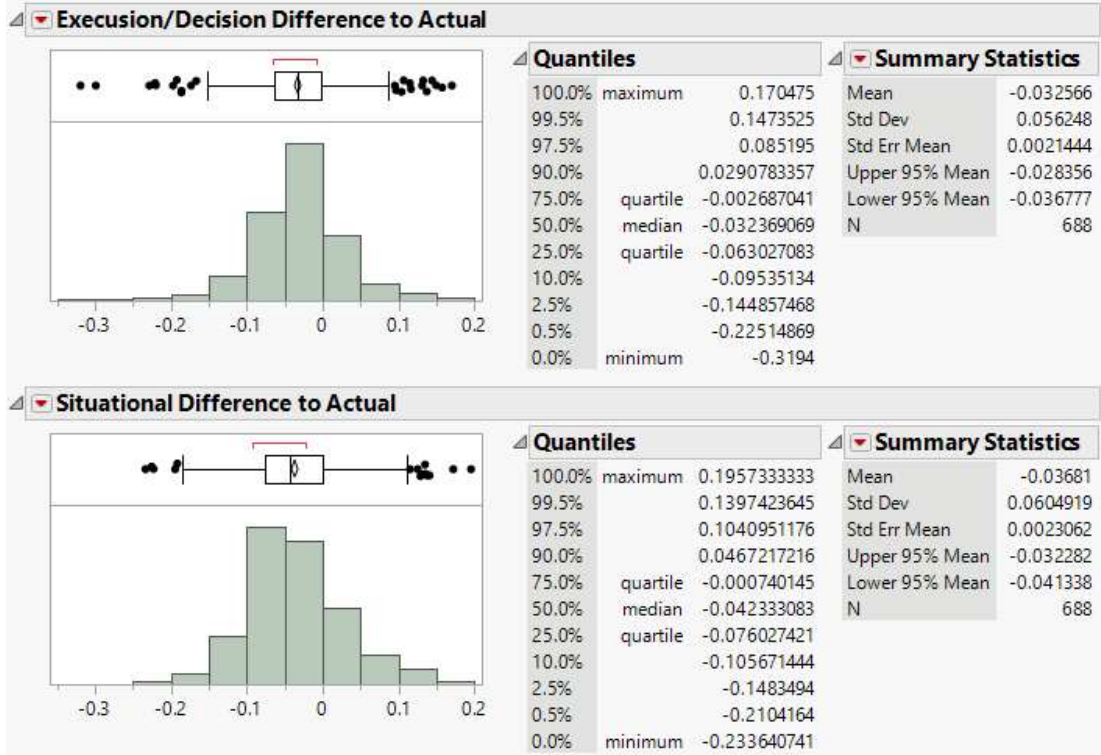 Execusion/Decision Difference to Actual
-0.3 -0.2 -0.1 0 0.1 0.2
Quantiles
100.0% maximum 0.170475
99.5% 0.1473525
97.5% 0.085195
90.0% 0.0290783357
75.0% quartile -0.002687041
50.0% median -0.032369069
25.0% quartile -0.063027083
10.0% -0.09535134
2.5% -0.144857468
0.5% -0.22514869
0.0% minimum -0.3194
Summary Statistics
Mean -0.032566
Std Dev 0.056248
Std Err Mean 0.0021444
Upper 95% Mean -0.028356
Lower 95% Mean -0.036777
N 688
Situational Difference to Actual
-0.3 -0.2 -0.1 0 0.1 0.2
Quantiles
100.0% maximum 0.1957333333
99.5% 0.1397423645
97.5% 0.1040951176
90.0% 0.0467217216
75.0% quartile -0.000740145
50.0% median -0.042333083
25.0% quartile -0.076027421
10.0% -0.105671444
2.5% -0.1483494
0.5% -0.2104164
0.0% minimum -0.233640741
Summary Statistics
Mean -0.03681
Std Dev 0.0604919
Std Err Mean 0.0023062
Upper 95% Mean -0.032282
Lower 95% Mean -0.041338
N 688